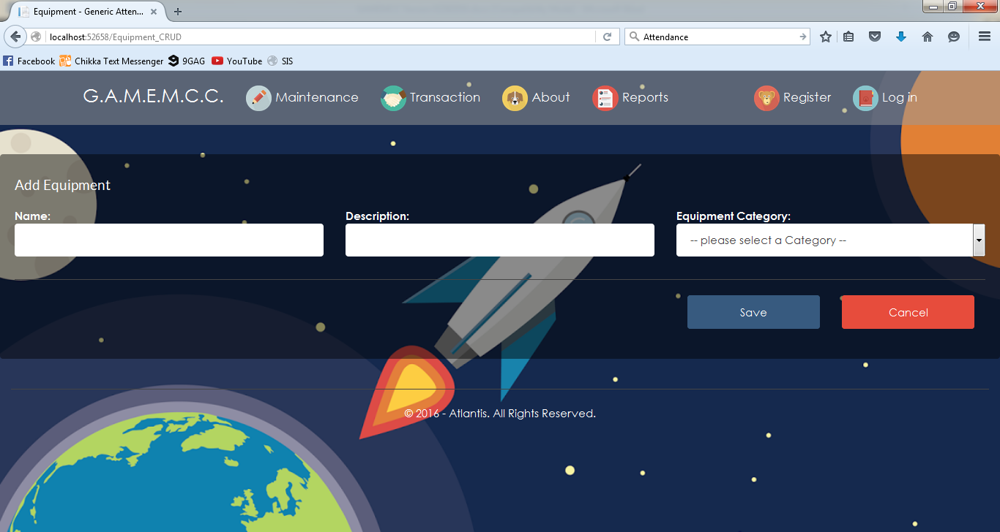 Equipment - Generic Atten...
localhost:52658/Equipment_CRUD
Attendance
Facebook Chikka Text Messenger 9GAG YouTube SIS
G.A.M.E.M.C.C. Maintenance Transaction About Reports Register Log in
Add Equipment
Name: Description: Equipment Category:
-- please select a Category --
Save Cancel
© 2016 - Atlantis. All Rights Reserved.